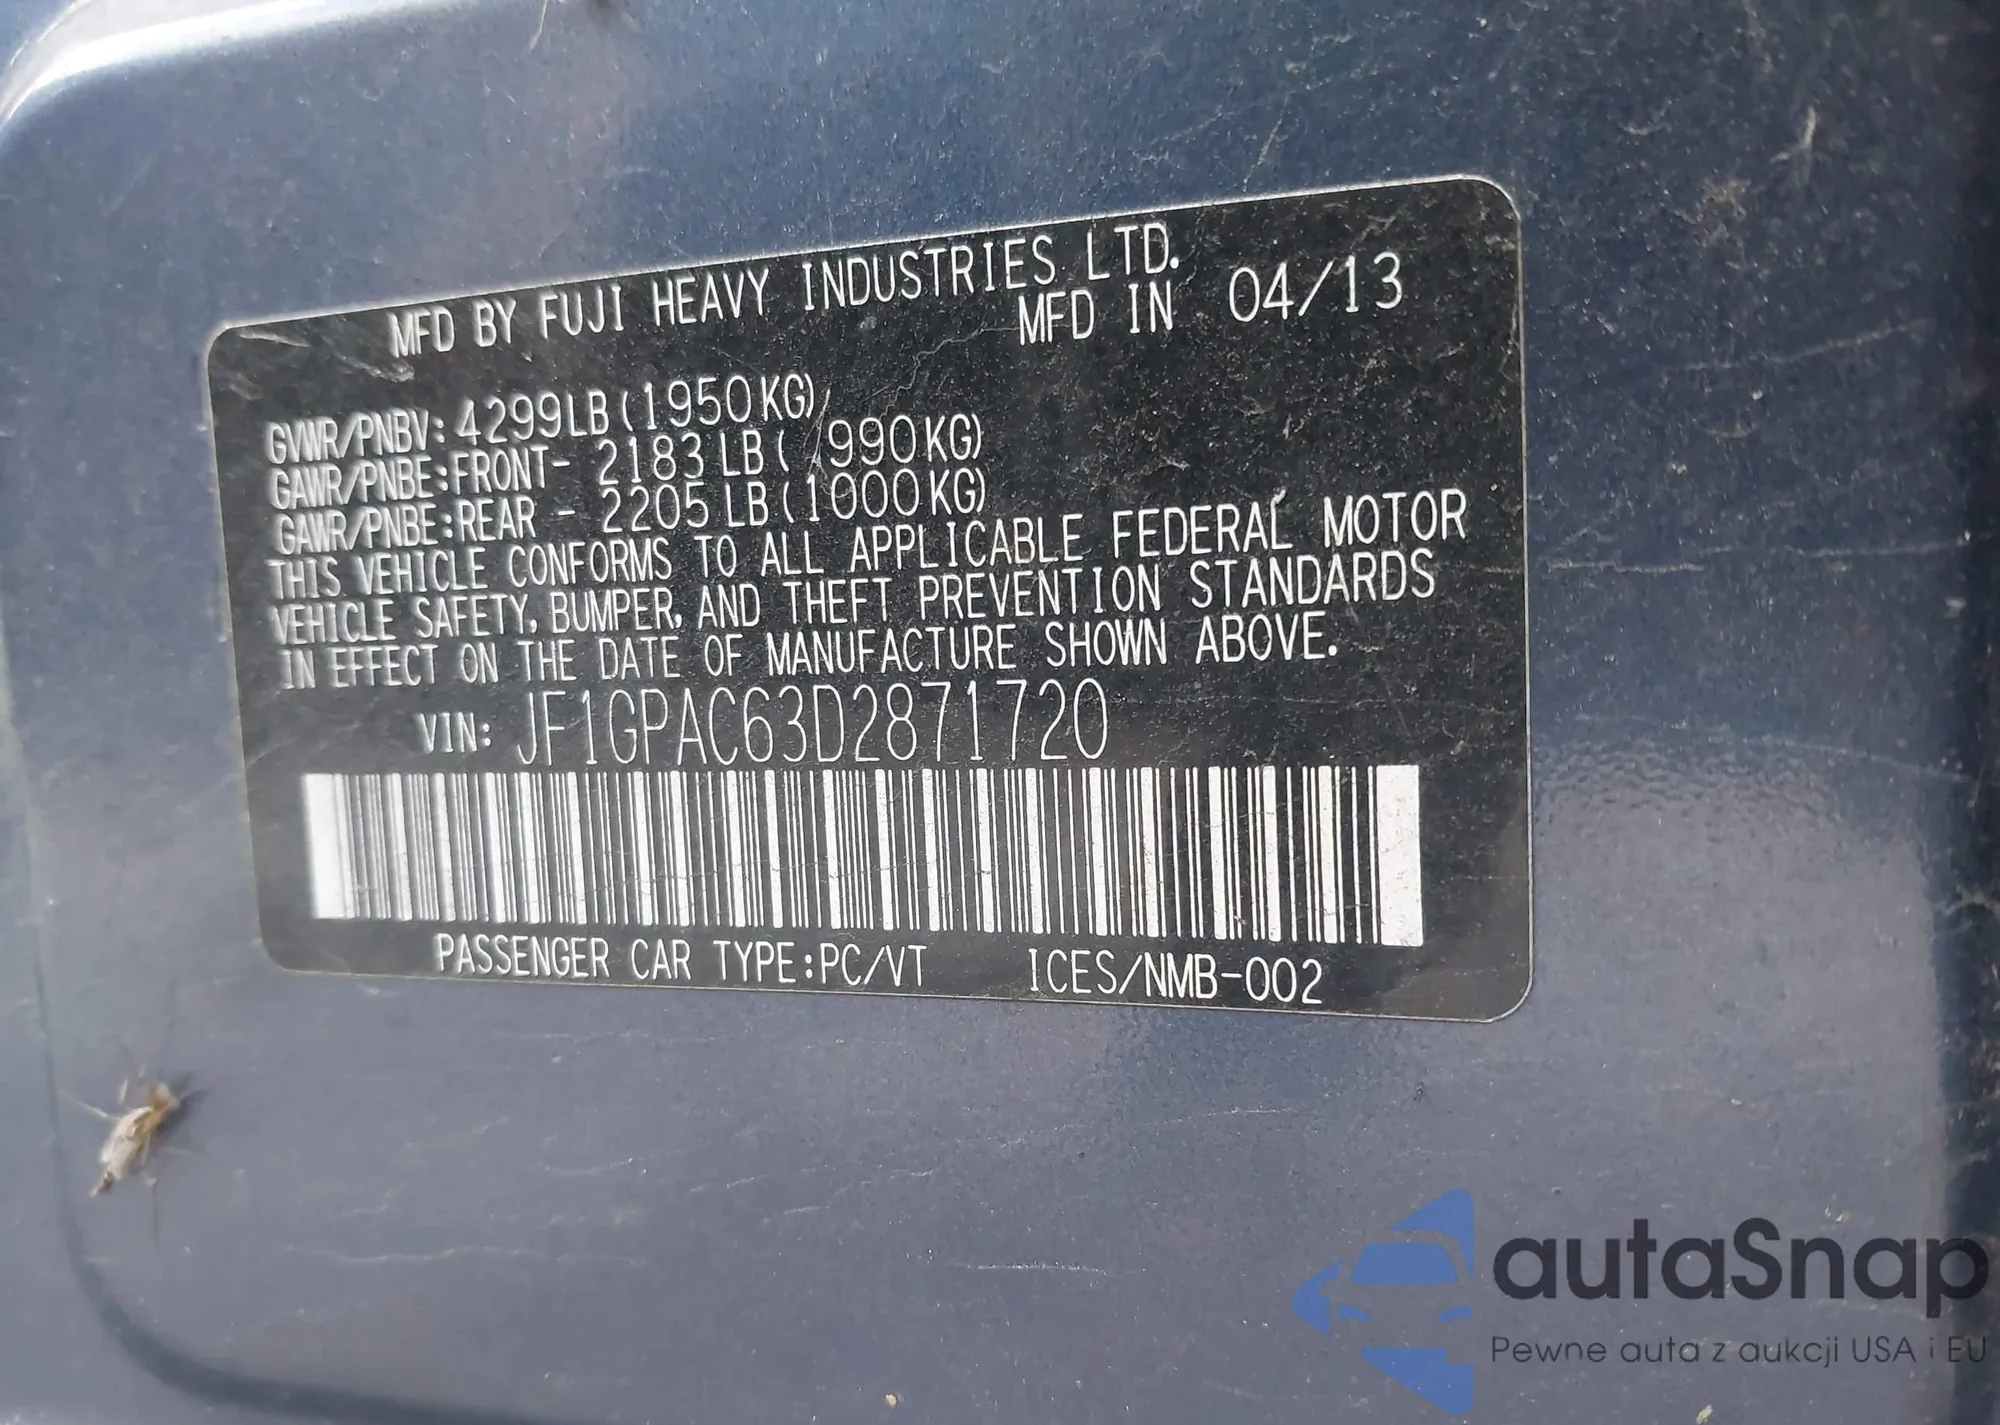 MFD BY FUJI HEAVY INDUSTRIES LTD.
MFD IN 04/13
GVWR/PNBV: 4299LB (1950KG)
GAWR/PNBE:FRONT- 2183LB ( 990KG)
GAWR/PNBE:REAR - 2205LB (1000KG)
THIS VEHICLE CONFORMS TO ALL APPLICABLE FEDERAL MOTOR
VEHICLE SAFETY, BUMPER, AND THEFT PREVENTION STANDARDS
IN EFFECT ON THE DATE OF MANUFACTURE SHOWN ABOVE.
VIN: JF1GPAC63D2871720
PASSENGER CAR TYPE:PC/VT ICES/NMB-002
autaSnap
Pewne auta z aukcji USA i EU